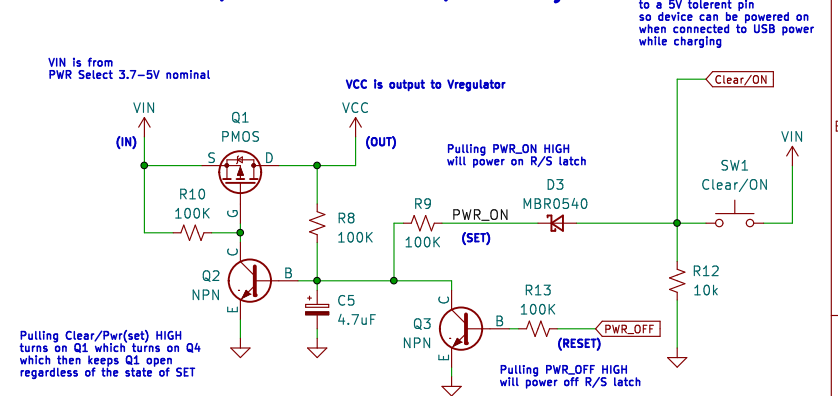 to a 5V tolerent pin
so device can be powered on
when connected to USB power
while charging
VIN is from
PWR Select 3.7-5V nominal
VCC is output to Vregulator
Clear/ON
VIN
Q1
PMOS
VCC
(IN)
(OUT)
S
D
G
Pulling PWR_ON HIGH
will power on R/S latch
VIN
SW1
Clear/ON
D3
MBR0540
R10
100K
R8
100K
R9
100K
PWR_ON
(SET)
C
Q2
NPN
B
E
C5
4.7uF
+
R12
10k
C
Q3
NPN
B
E
R13
100K
PWR_OFF
(RESET)
Pulling Clear/Pwr(set) HIGH
turns on Q1 which turns on Q4
which then keeps Q1 open
regardless of the state of SET
Pulling PWR_OFF HIGH
will power off R/S latch